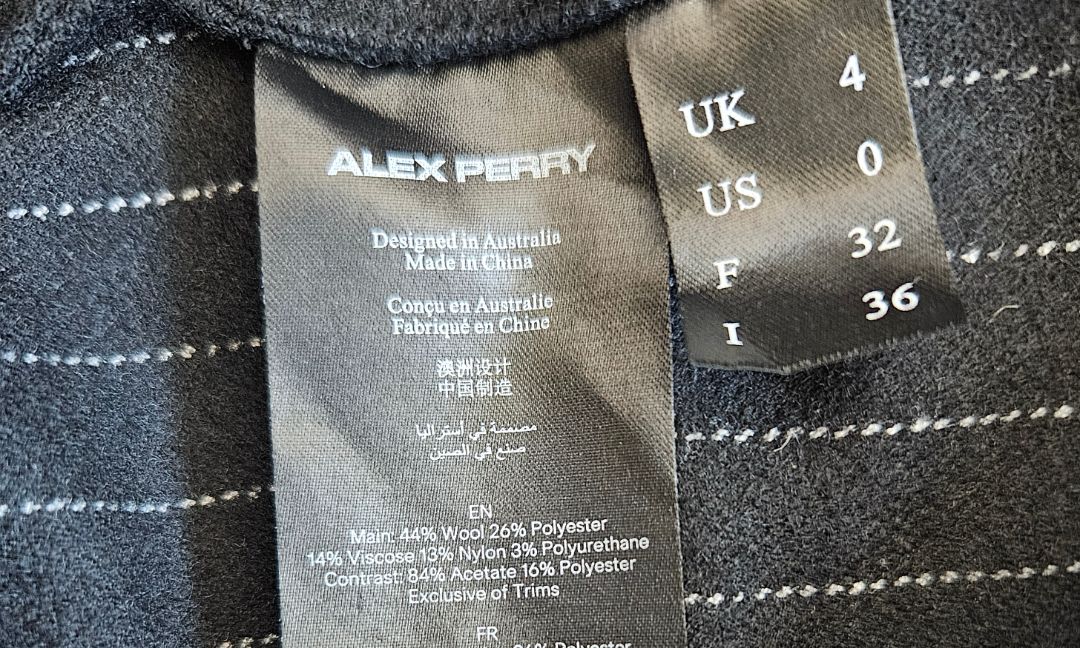 ALEX PERRY
Designed in Australia
Made in China
Conçu en Australie
Fabriqué en Chine
澳洲设计
中国制造
مصممة في أستراليا
صنع في الصين
EN
Main: 44% Wool 26% Polyester
14% Viscose 13% Nylon 3% Polyurethane
Contrast: 84% Acetate 16% Polyester
Exclusive of Trims
FR
UK 4
US 0
F 32
I 36